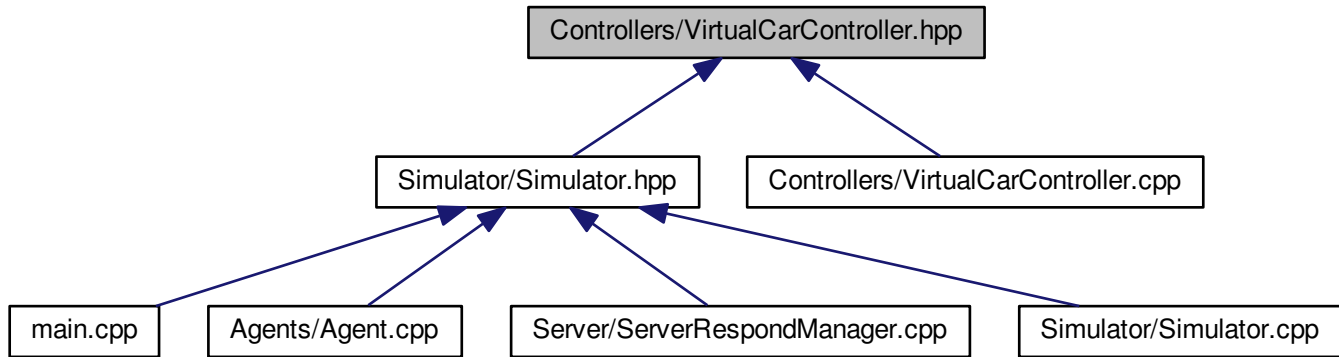 Controllers/VirtualCarController.hpp
Simulator/Simulator.hpp
Controllers/VirtualCarController.cpp
main.cpp
Agents/Agent.cpp
Server/ServerRespondManager.cpp
Simulator/Simulator.cpp